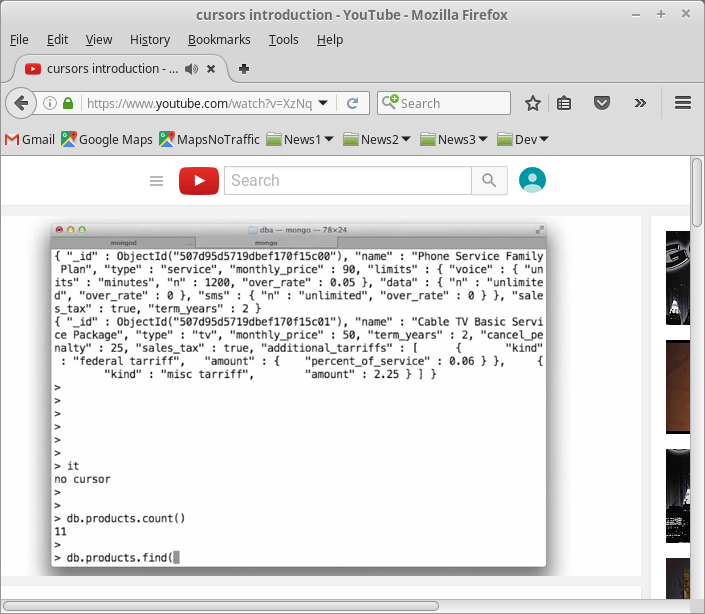 cursors introduction - YouTube - Mozilla Firefox
File Edit View History Bookmarks Tools Help
cursors introduction - ...
https://www.youtube.com/watch?v=XzNq
Search
Gmail Google Maps MapsNoTraffic News1 News2 News3 Dev
Search
dba — mongo — 78×24
mongod ... mongo
{ "_id" : ObjectId("507d95d5719dbef170f15c00"), "name" : "Phone Service Family
Plan", "type" : "service", "monthly_price" : 90, "limits" : { "voice" : { "un
its" : "minutes", "n" : 1200, "over_rate" : 0.05 }, "data" : { "n" : "unlimite
d", "over_rate" : 0 }, "sms" : { "n" : "unlimited", "over_rate" : 0 } }, "sale
s_tax" : true, "term_years" : 2 }
{ "_id" : ObjectId("507d95d5719dbef170f15c01"), "name" : "Cable TV Basic Servi
ce Package", "type" : "tv", "monthly_price" : 50, "term_years" : 2, "cancel_pe
nalty" : 25, "sales_tax" : true, "additional_tarriffs" : [ { "kind"
: "federal tarriff", "amount" : { "percent_of_service" : 0.06 } }, {
"kind" : "misc tarriff", "amount" : 2.25 } ] }
>
>
>
>
>
> it
no cursor
>
>
> db.products.count()
11
>
> db.products.find(